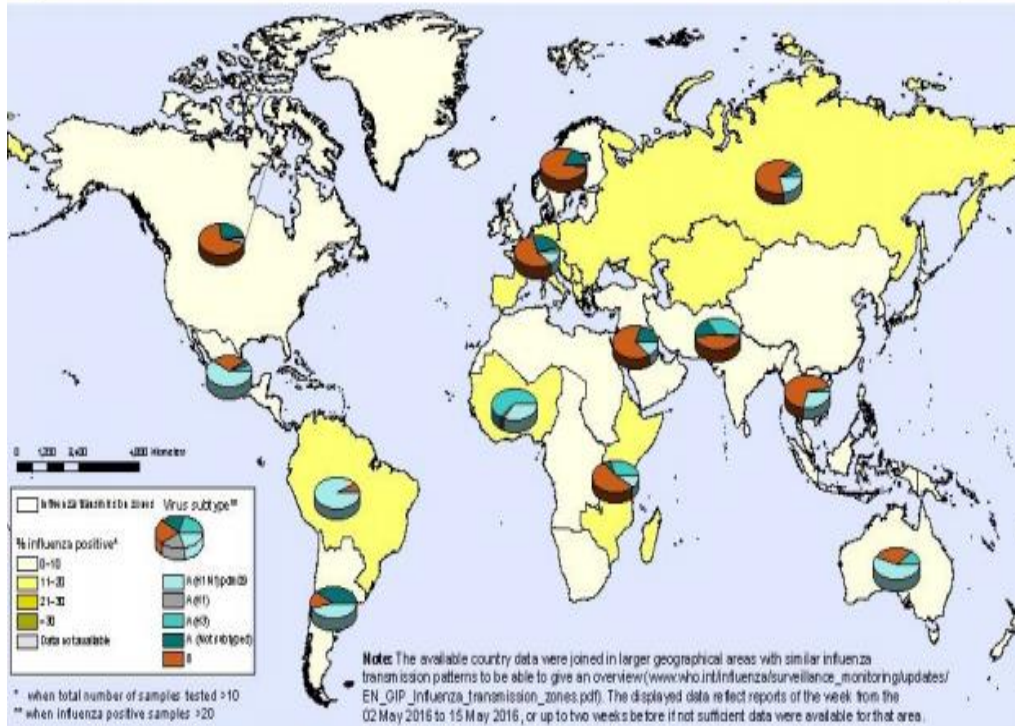 0
4,000 Kilometers
Influenza transmission zones
Virus subtype**
% influenza positive*
0-10
11-20
21-30
>30
Data not available
A(H1N1)pdm09
A(H1)
A(H3)
A (Not subtyped)
B
* when total number of samples tested >10
** when influenza positive samples >20
Note: The available country data were joined in larger geographical areas with similar influenza
transmission patterns to be able to give an overview (www.who.int/influenza/surveillance_monitoring/updates/
EN_GIP_Influenza_transmission_zones.pdf). The displayed data reflect reports of the week from the
02 May 2016 to 15 May 2016, or up to two weeks before if not sufficient data were available for that area.